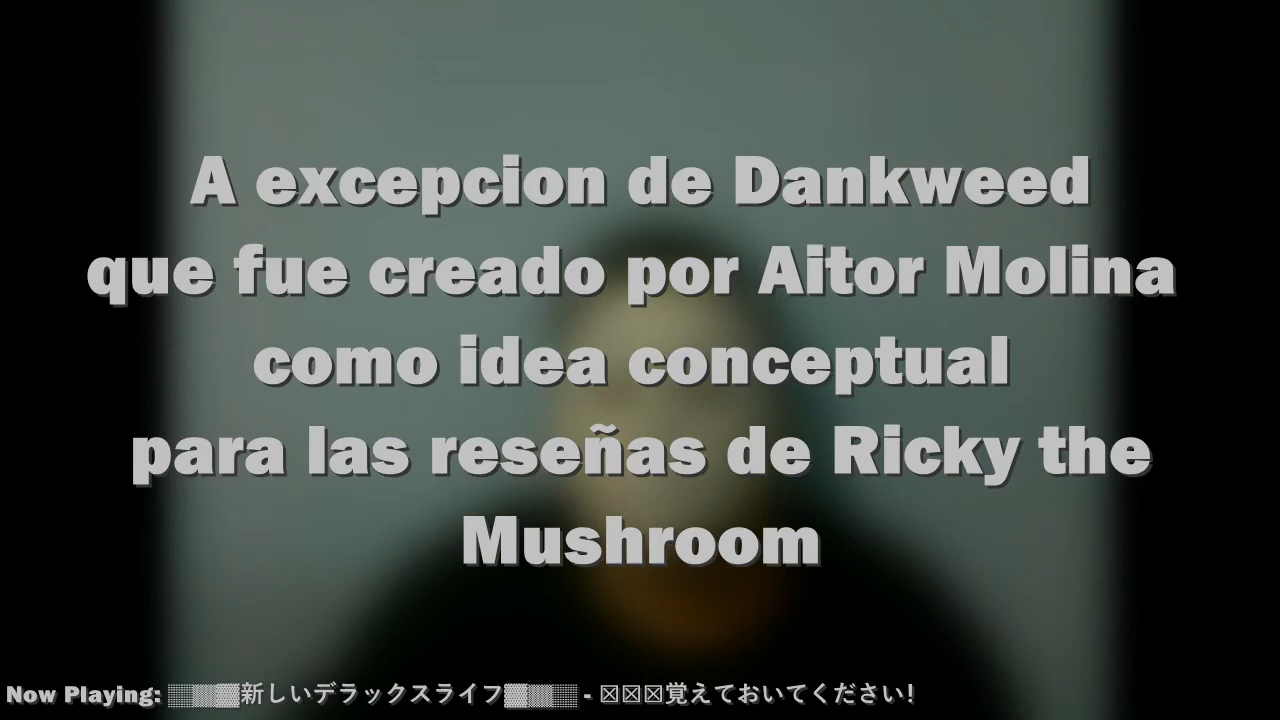 A excepcion de Dankweed
que fue creado por Aitor Molina
como idea conceptual
para las reseñas de Ricky the
Mushroom
Now Playing: ░▒▓新しいデラックスライフ▓▒░ - ☒☒☒覚えておいてください!